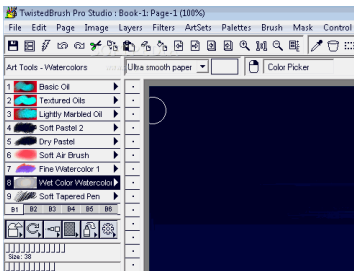 TwistedBrush Pro Studio : Book-1: Page-1 (100%)
File Edit Page Image Layers Filters ArtSets Palettes Brush Mask Control
Art Tools - Watercolors Ultra smooth paper Color Picker
1 Basic Oil
2 Textured Oils
3 Lightly Marbled Oil
4 Soft Pastel 2
5 Dry Pastel
6 Soft Air Brush
7 Fine Watercolor 1
8 Wet Color Watercolor
9 Soft Tapered Pen
B1 B2 B3 B4 B5 B6
Size: 38